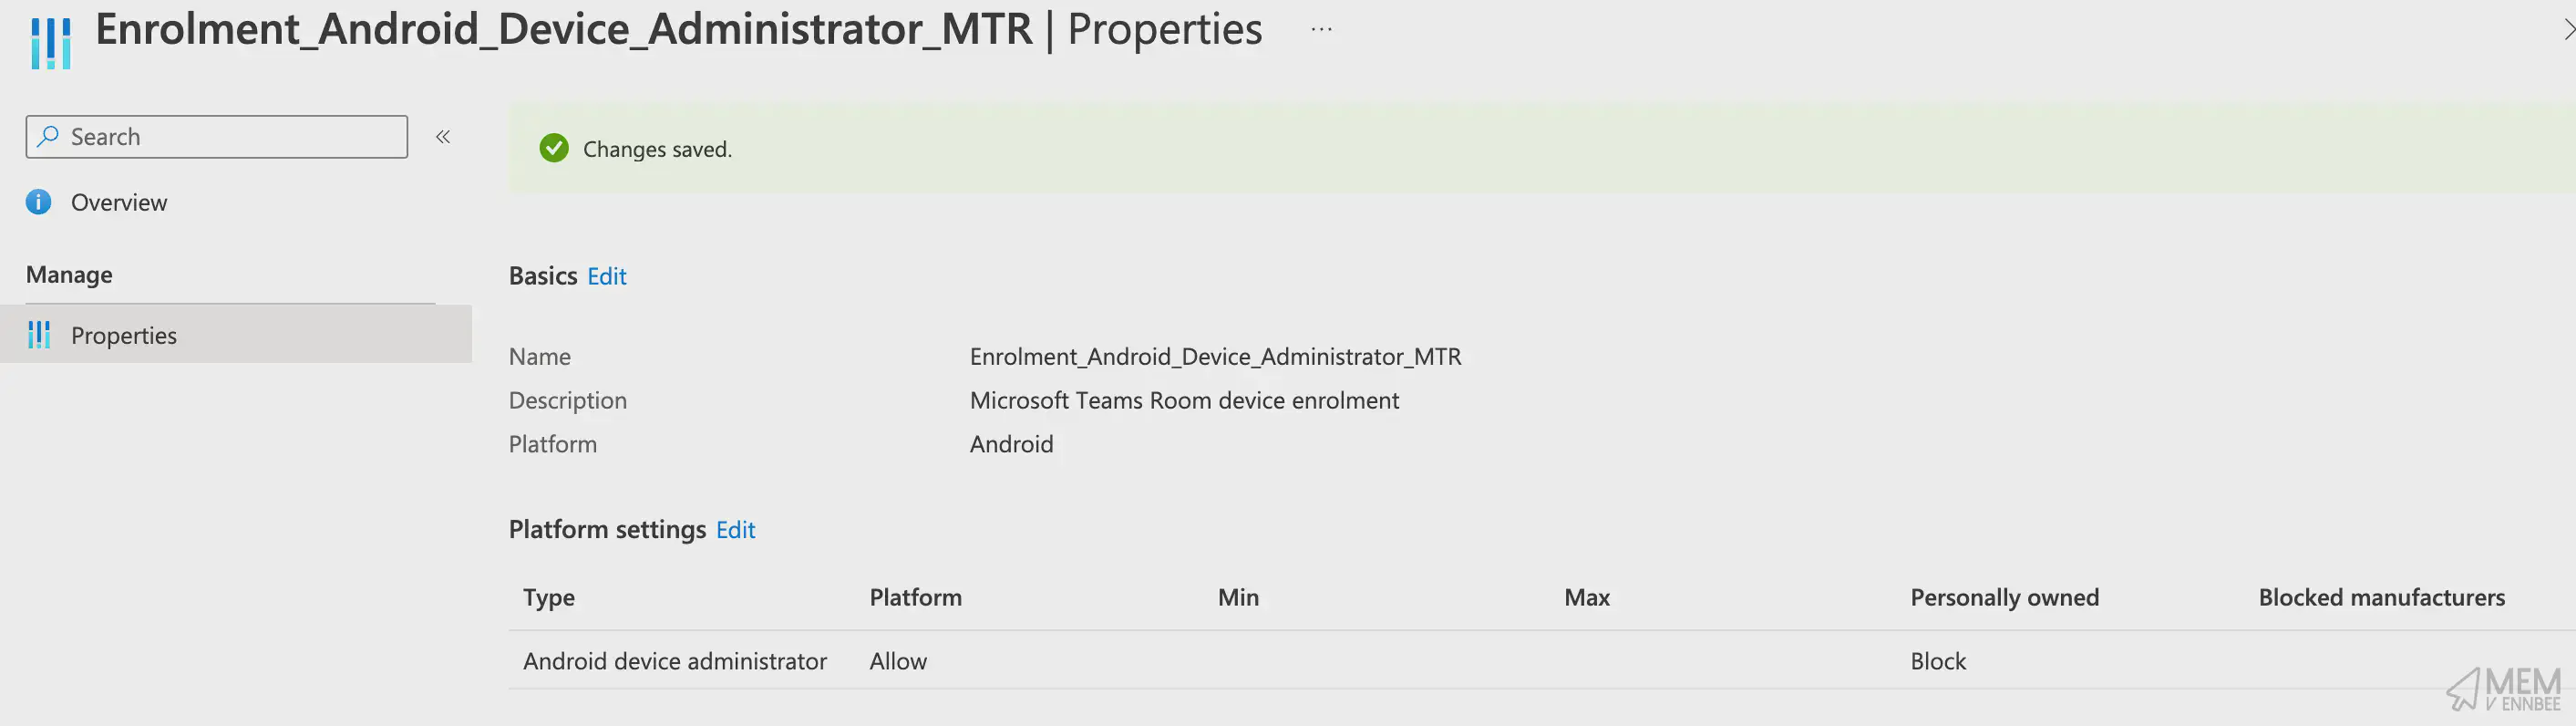 Enrolment_Android_Device_Administrator_MTR | Properties ...
Search
Overview
Manage
Properties
Changes saved.
Basics Edit
Name Enrolment_Android_Device_Administrator_MTR
Description Microsoft Teams Room device enrolment
Platform Android
Platform settings Edit
Type Platform Min Max Personally owned Blocked manufacturers
Android device administrator Allow Block
MEM
V ENNBEE